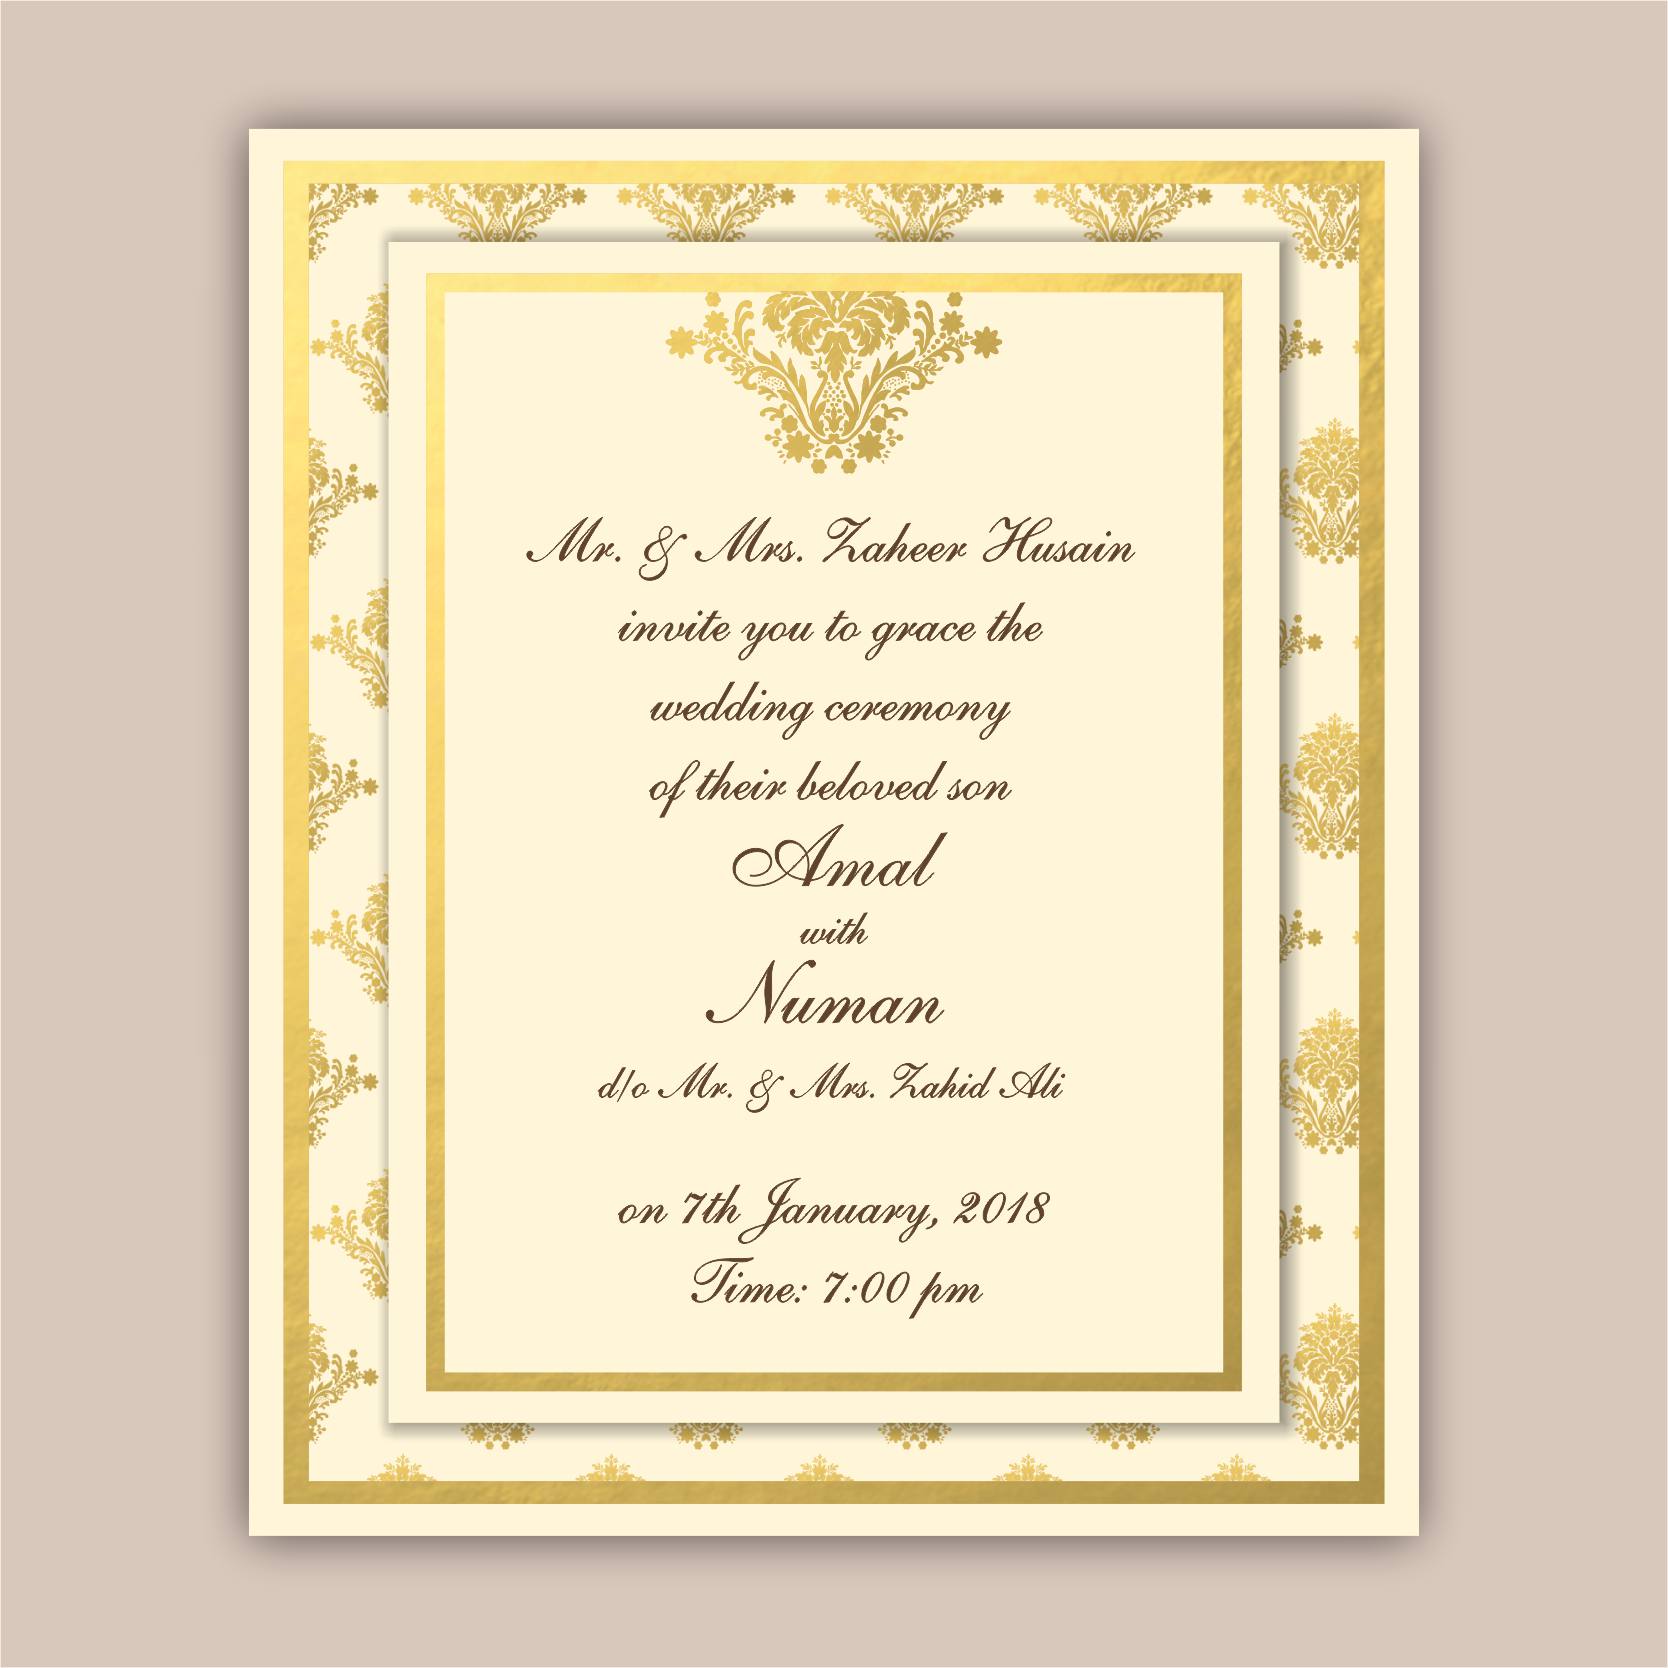 Mr. & Mrs. Zaheer Husain
invite you to grace the
wedding ceremony
of their beloved son
Amal
with
Numan
d/o Mr. & Mrs. Zahid Ali
on 7th January, 2018
Time: 7:00 pm